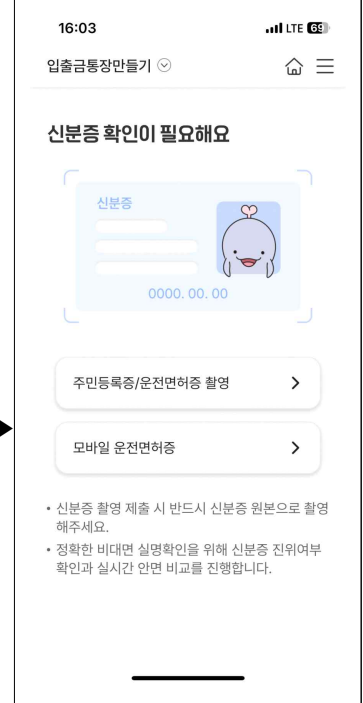 16:03 LTE 69
입출금통장만들기
신분증 확인이 필요해요
신분증
0000. 00. 00
주민등록증/운전면허증 촬영
모바일 운전면허증
• 신분증 촬영 제출 시 반드시 신분증 원본으로 촬영
해주세요.
• 정확한 비대면 실명확인을 위해 신분증 진위여부
확인과 실시간 안면 비교를 진행합니다.